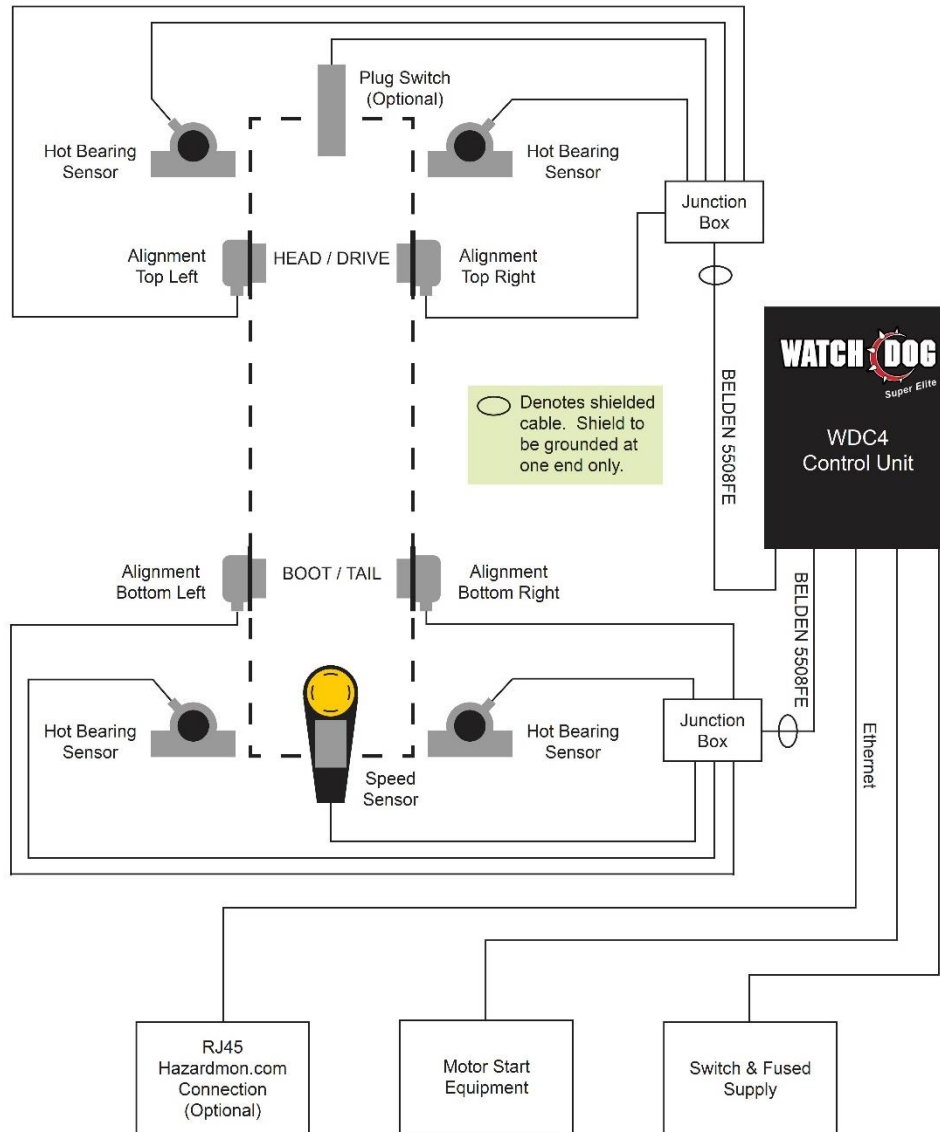 Plug Switch
(Optional)
Hot Bearing
Sensor
Hot Bearing
Sensor
Junction
Box
Alignment
Top Left
HEAD / DRIVE
Alignment
Top Right
WATCHDOG
Super Elite
WDC4
Control Unit
Denotes shielded
cable. Shield to
be grounded at
one end only.
BELDEN 5508FE
Alignment
Bottom Left
BOOT / TAIL
Alignment
Bottom Right
BELDEN 5508FE
Hot Bearing
Sensor
Hot Bearing
Sensor
Junction
Box
Speed
Sensor
Ethernet
RJ45
Hazardmon.com
Connection
(Optional)
Motor Start
Equipment
Switch & Fused
Supply